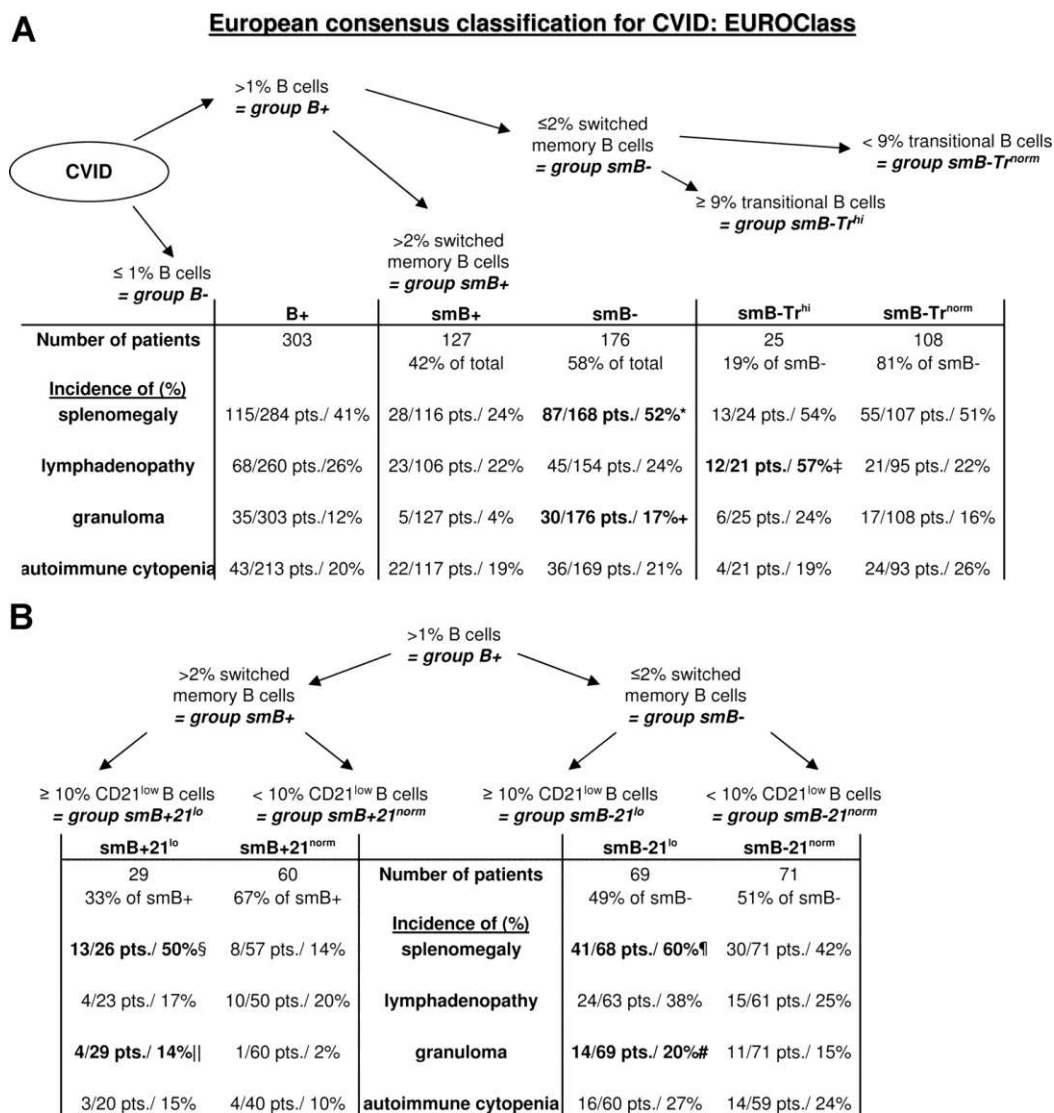 A
European consensus classification for CVID: EUROClass
CVID
>1% B cells
= group B+
≤2% switched
memory B cells
= group smB-
< 9% transitional B cells
= group smB-Trnorm
≥ 9% transitional B cells
= group smB-Trhi
>2% switched
memory B cells
= group smB+
≤ 1% B cells
= group B-
B+ smB+ smB- smB-Trhi smB-Trnorm
Number of patients 303 127 176 25 108
42% of total 58% of total 19% of smB- 81% of smB-
Incidence of (%)
splenomegaly 115/284 pts./ 41% 28/116 pts./ 24% 87/168 pts./ 52%* 13/24 pts./ 54% 55/107 pts./ 51%
lymphadenopathy 68/260 pts./26% 23/106 pts./ 22% 45/154 pts./ 24% 12/21 pts./ 57%‡ 21/95 pts./ 22%
granuloma 35/303 pts./12% 5/127 pts./ 4% 30/176 pts./ 17%+ 6/25 pts./ 24% 17/108 pts./ 16%
autoimmune cytopenia 43/213 pts./ 20% 22/117 pts./ 19% 36/169 pts./ 21% 4/21 pts./ 19% 24/93 pts./ 26%
B
>1% B cells
= group B+
>2% switched
memory B cells
= group smB+
≤2% switched
memory B cells
= group smB-
≥ 10% CD21low B cells
= group smB+21lo
< 10% CD21low B cells
= group smB+21norm
≥ 10% CD21low B cells
= group smB-21lo
< 10% CD21low B cells
= group smB-21norm
smB+21lo smB+21norm smB-21lo smB-21norm
29 60 Number of patients 69 71
33% of smB+ 67% of smB+ 49% of smB- 51% of smB-
Incidence of (%)
13/26 pts./ 50%§ 8/57 pts./ 14% splenomegaly 41/68 pts./ 60%¶ 30/71 pts./ 42%
4/23 pts./ 17% 10/50 pts./ 20% lymphadenopathy 24/63 pts./ 38% 15/61 pts./ 25%
4/29 pts./ 14%|| 1/60 pts./ 2% granuloma 14/69 pts./ 20%# 11/71 pts./ 15%
3/20 pts./ 15% 4/40 pts./ 10% autoimmune cytopenia 16/60 pts./ 27% 14/59 pts./ 24%